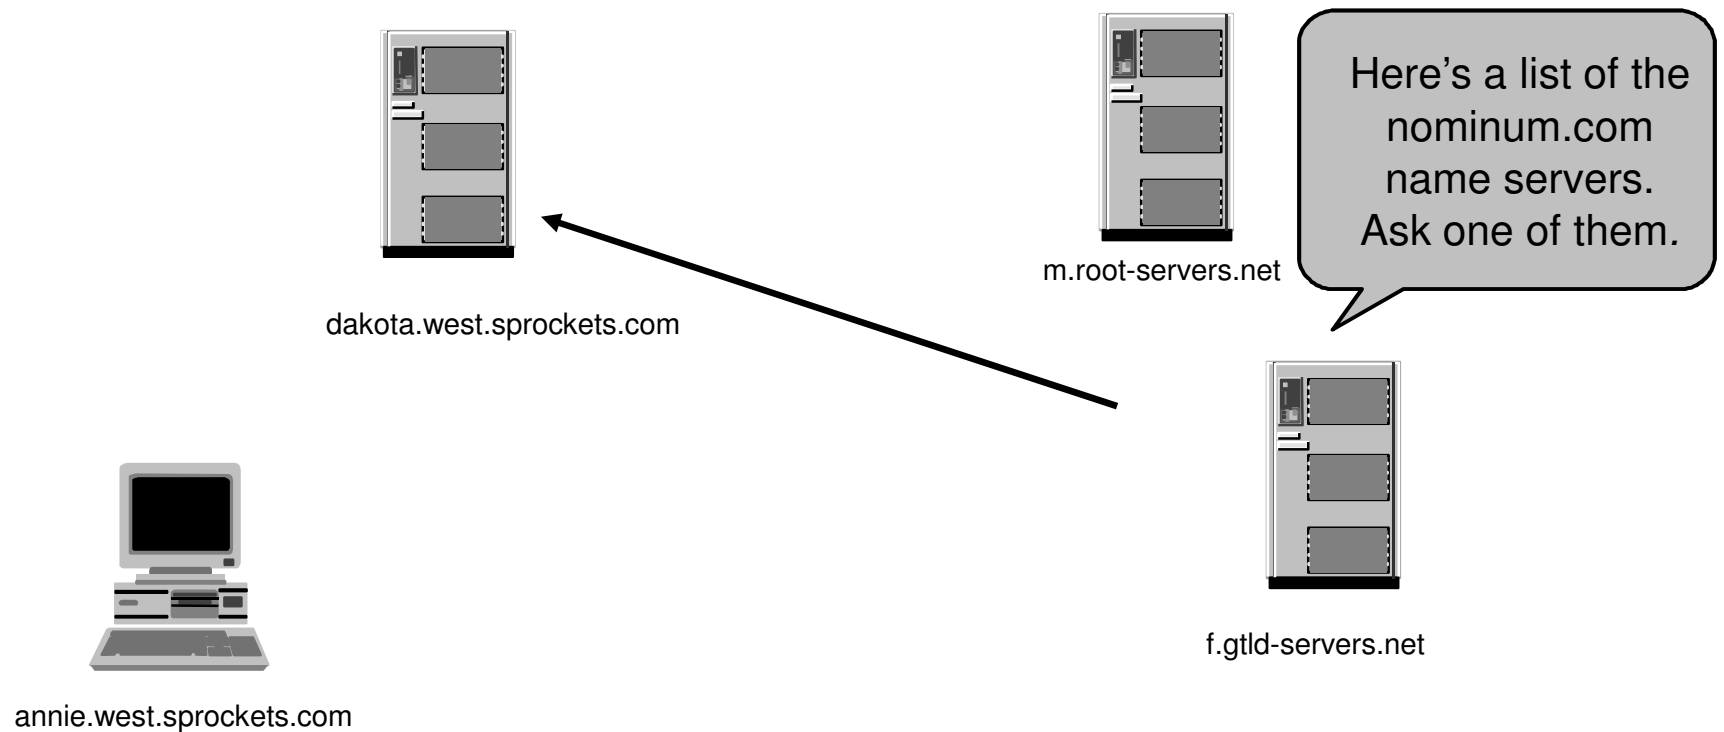 Here’s a list of the
nominum.com
name servers.
Ask one of them.
m.root-servers.net
dakota.west.sprockets.com
f.gtld-servers.net
annie.west.sprockets.com